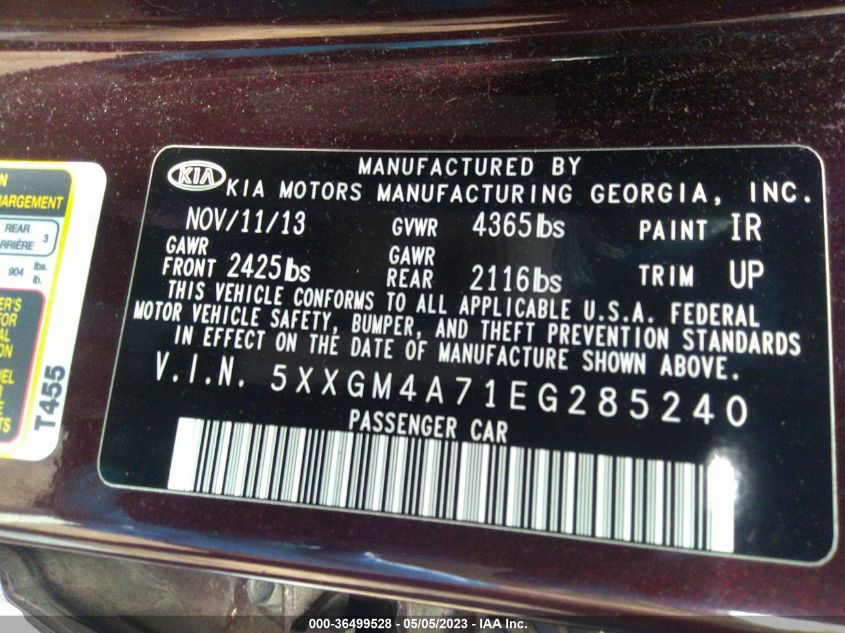 MANUFACTURED BY
KIA KIA MOTORS MANUFACTURING GEORGIA, INC.
NOV/11/13 GVWR 4365lbs PAINT IR
GAWR FRONT 2425lbs GAWR REAR 2116lbs TRIM UP
THIS VEHICLE CONFORMS TO ALL APPLICABLE U.S.A. FEDERAL
MOTOR VEHICLE SAFETY, BUMPER, AND THEFT PREVENTION STANDARDS
IN EFFECT ON THE DATE OF MANUFACTURE SHOWN ABOVE.
V.I.N. 5XXGM4A71EG285240
PASSENGER CAR
REAR 3
904 lbs.
lb.
T455
000-36499528 - 05/05/2023 - IAA Inc.